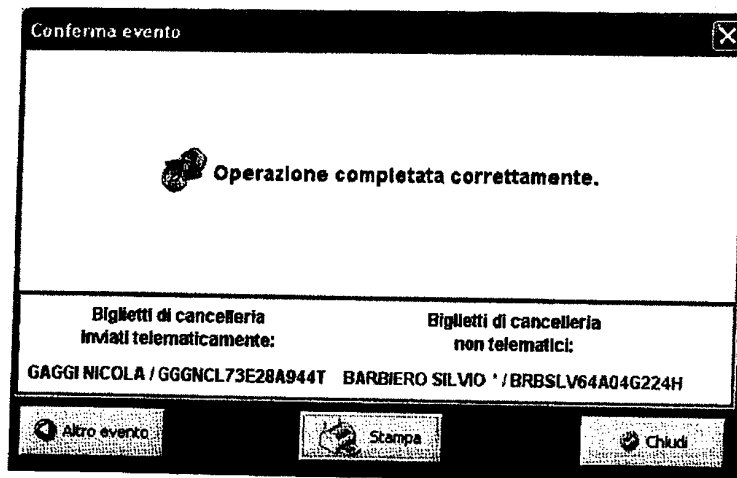 Conferma evento
Operazione completata correttamente.
Biglietti di cancelleria
inviati telematicamente:
GAGGI NICOLA / GGGNCL73E28A944T
Biglietti di cancelleria
non telematici:
BARBIERO SILVIO * / BRBSLV64A04G224H
Altro evento
Stampa
Chiudi